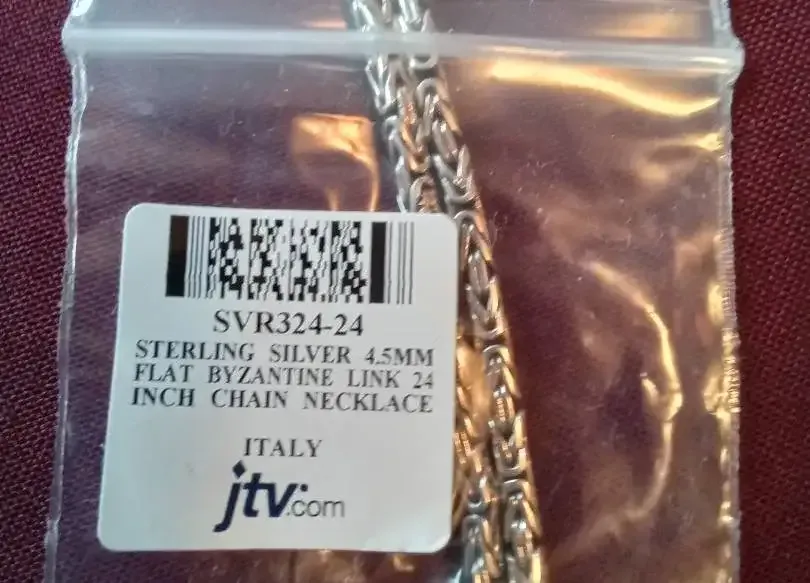 SVR324-24
STERLING SILVER 4.5MM
FLAT BYZANTINE LINK 24
INCH CHAIN NECKLACE
ITALY
jtv.com